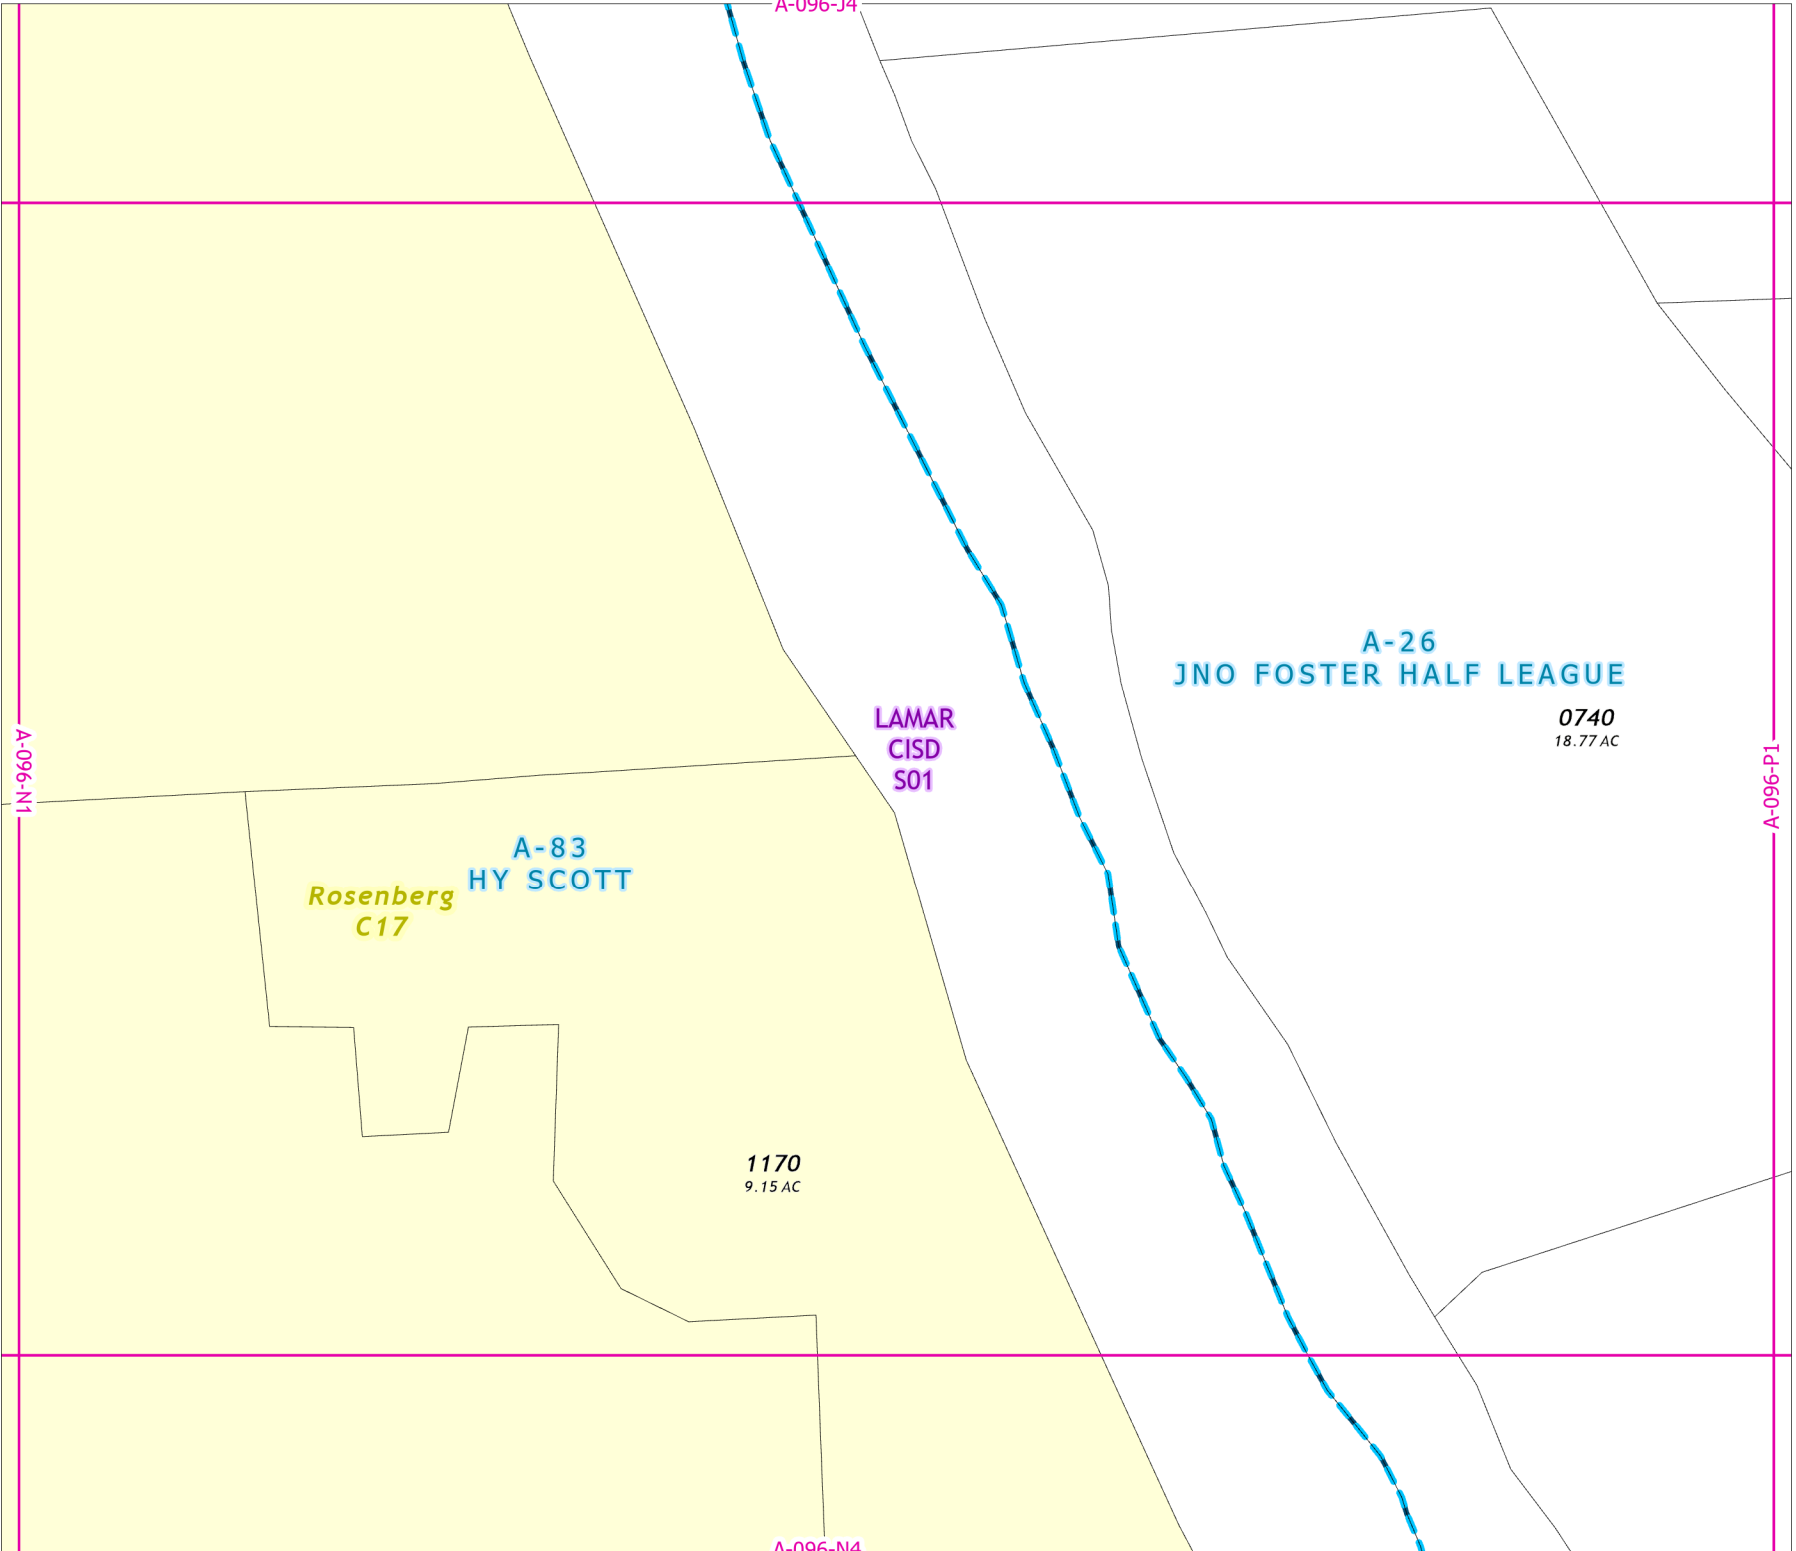 A-096-J4
A-26
JNO FOSTER HALF LEAGUE
0740
18.77 AC
LAMAR
CISD
S01
A-096-N1
A-096-P1
A-83
HY SCOTT
Rosenberg
C17
1170
9.15 AC
A-096-N4